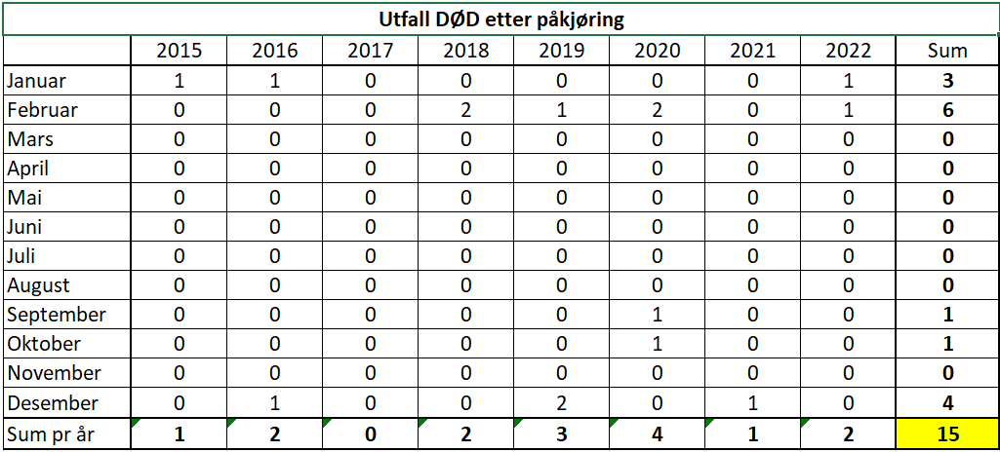 Utfall DØD etter påkjøring
2015 2016 2017 2018 2019 2020 2021 2022 Sum
Januar 1 1 0 0 0 0 0 1 3
Februar 0 0 0 2 1 2 0 1 6
Mars 0 0 0 0 0 0 0 0 0
April 0 0 0 0 0 0 0 0 0
Mai 0 0 0 0 0 0 0 0 0
Juni 0 0 0 0 0 0 0 0 0
Juli 0 0 0 0 0 0 0 0 0
August 0 0 0 0 0 0 0 0 0
September 0 0 0 0 0 1 0 0 1
Oktober 0 0 0 0 0 1 0 0 1
November 0 0 0 0 0 0 0 0 0
Desember 0 1 0 0 2 0 1 0 4
Sum pr år 1 2 0 2 3 4 1 2 15